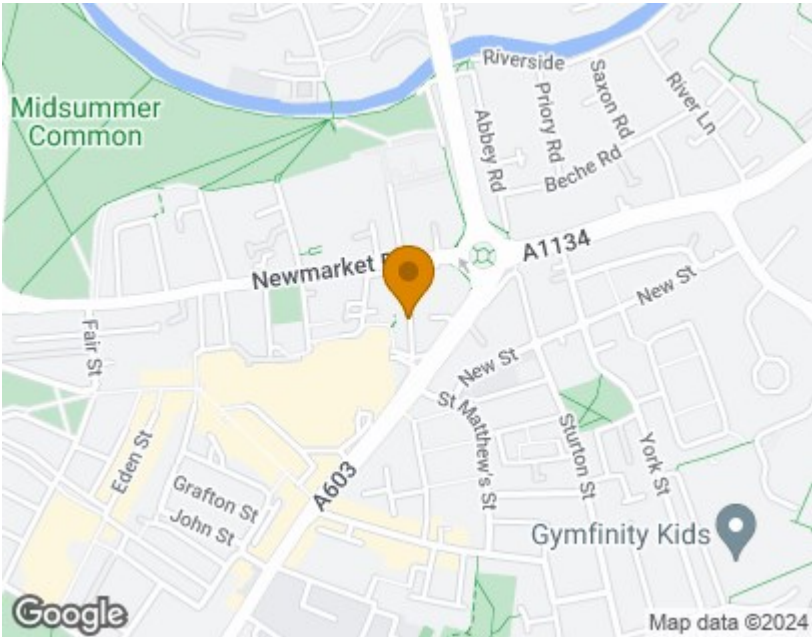 Riverside
Saxon Rd
River Ln
Midsummer
Common
Priory Rd
Abbey Rd
Beche Rd
A1134
Newmarket
New St
Fair St
New St
St Matthew's St
Eden St
Sturton St
York St
A603
Grafton St
John St
Gymfinity Kids
Google
Map data ©2024